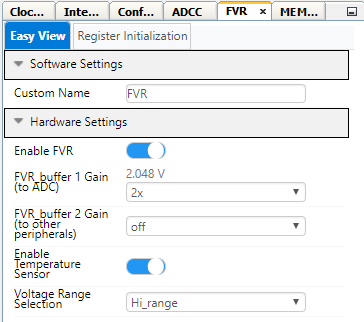 Cloc...
Inte...
Conf...
ADCC
FVR ×
MEM...
Easy View
Register Initialization
Software Settings
Custom Name
FVR
Hardware Settings
Enable FVR
FVR_buffer 1 Gain
(to ADC)
2.048 V
2x
FVR_buffer 2 Gain
(to other
peripherals)
off
Enable
Temperature
Sensor
Voltage Range
Selection
Hi_range